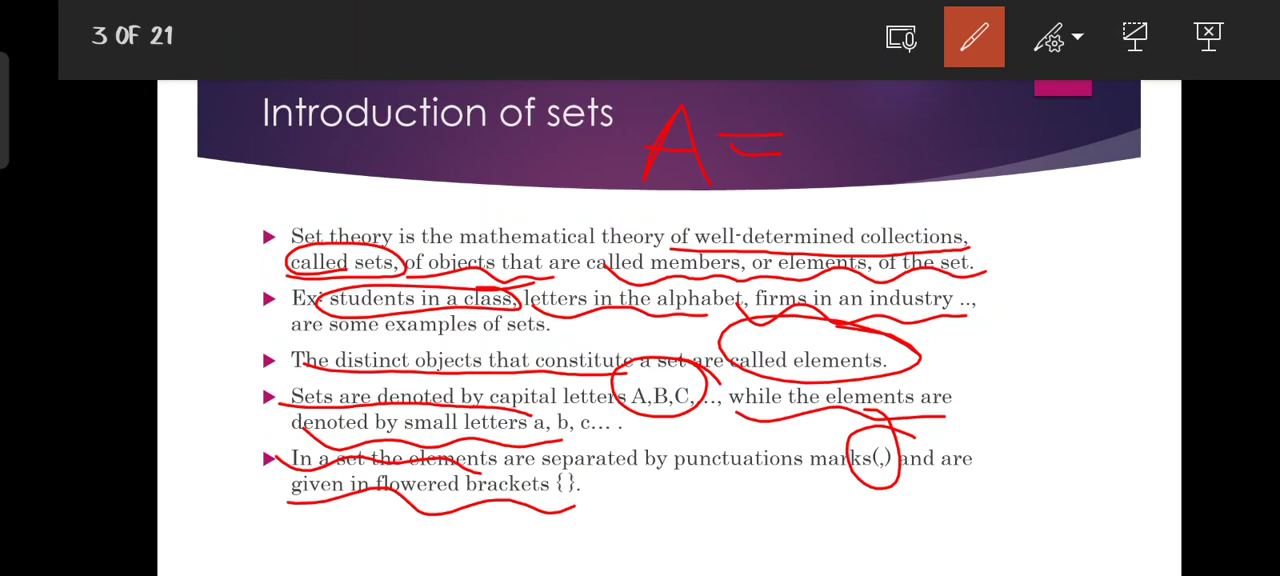 3 OF 21
Introduction of sets
A =
Set theory is the mathematical theory of well-determined collections,
called sets, of objects that are called members, or elements, of the set.
Ex: students in a class, letters in the alphabet, firms in an industry ..,
are some examples of sets.
The distinct objects that constitute a set are called elements.
Sets are denoted by capital letters A,B,C,…, while the elements are
denoted by small letters a, b, c… .
In a set the elements are separated by punctuations marks(,) and are
given in flowered brackets {}.